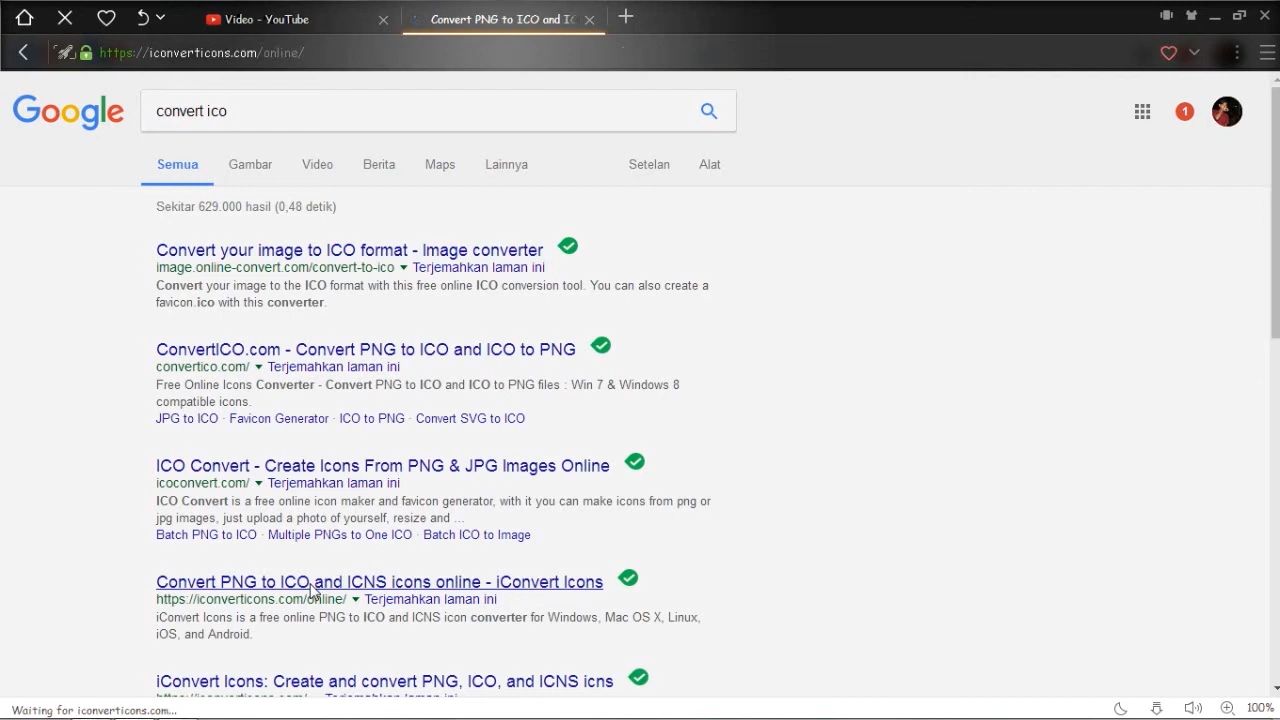 Video - YouTube
Convert PNG to ICO and IC
https://iconverticons.com/online/
Google
convert ico
1
Semua
Gambar
Video
Berita
Maps
Lainnya
Setelan
Alat
Sekitar 629.000 hasil (0,48 detik)
Convert your image to ICO format - Image converter
image.online-convert.com/convert-to-ico Terjemahkan laman ini
Convert your image to the ICO format with this free online ICO conversion tool. You can also create a
favicon.ico with this converter.
ConvertICO.com - Convert PNG to ICO and ICO to PNG
convertico.com/ Terjemahkan laman ini
Free Online Icons Converter - Convert PNG to ICO and ICO to PNG files : Win 7 & Windows 8
compatible icons.
JPG to ICO · Favicon Generator · ICO to PNG · Convert SVG to ICO
ICO Convert - Create Icons From PNG & JPG Images Online
icoconvert.com/ Terjemahkan laman ini
ICO Convert is a free online icon maker and favicon generator, with it you can make icons from png or
jpg images, just upload a photo of yourself, resize and ...
Batch PNG to ICO · Multiple PNGs to One ICO · Batch ICO to Image
Convert PNG to ICO and ICNS icons online - iConvert Icons
https://iconverticons.com/online/ Terjemahkan laman ini
iConvert Icons is a free online PNG to ICO and ICNS icon converter for Windows, Mac OS X, Linux,
iOS, and Android.
iConvert Icons: Create and convert PNG, ICO, and ICNS icns
https://iconverticons.com/ Terjemahkan laman ini
Waiting for iconverticons.com...
100%